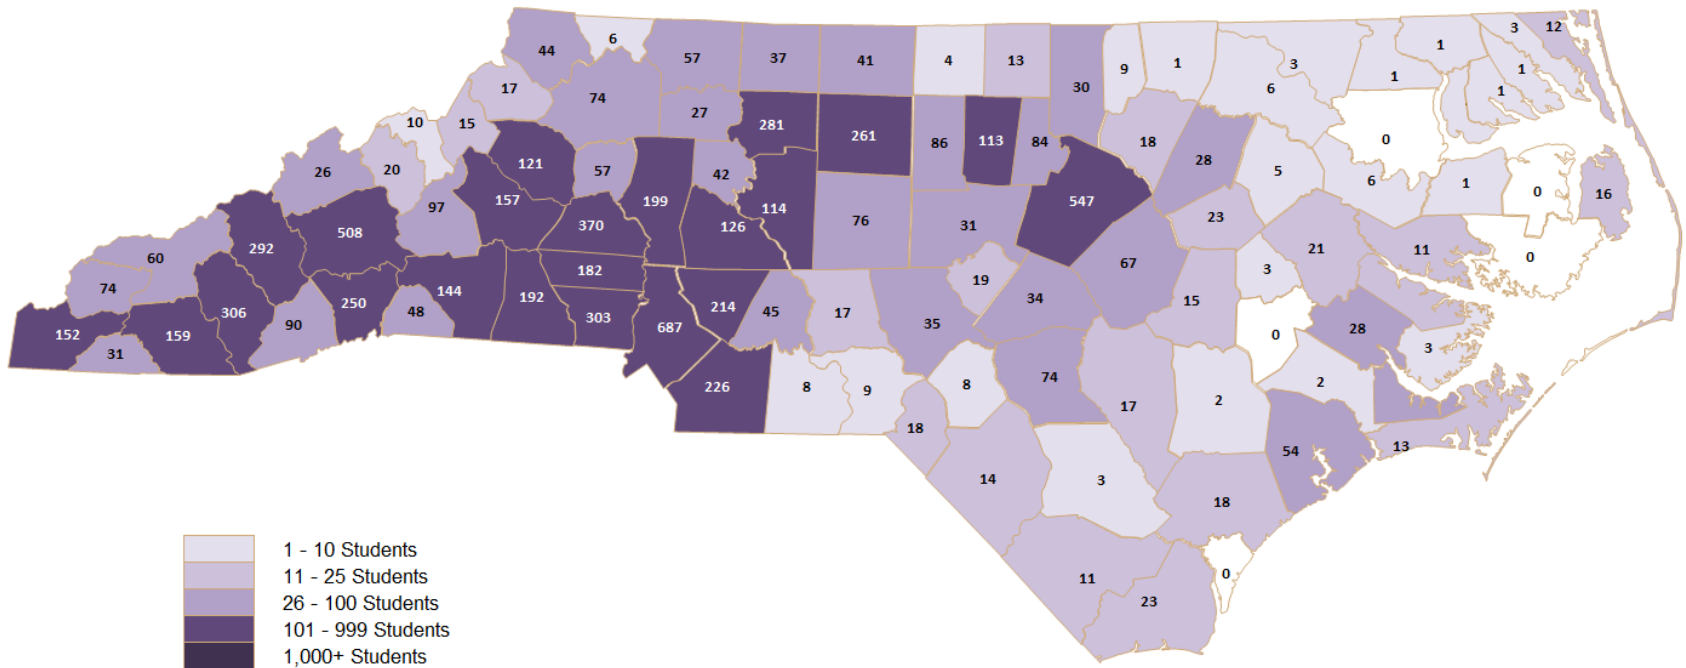 44 6 57 37 41 4 13 30 9 1 6 3 1 1 3 12
17 74 27 1 1
10 15 281 261 86 113 84 18 28 0
26 20 121 57 42 5 6 1 0 16
97 157 199 114 547
292 508 370 126 76 31 23 21 11 0
60 182 19 67 3
74 306 250 144 192 214 45 17 34 15
152 31 159 90 48 303 687 35 0 28 3
226 8 9 8 74 17 2 2
18 54 13
14 3 18
11 23 0
1 - 10 Students
11 - 25 Students
26 - 100 Students
101 - 999 Students
1,000+ Students